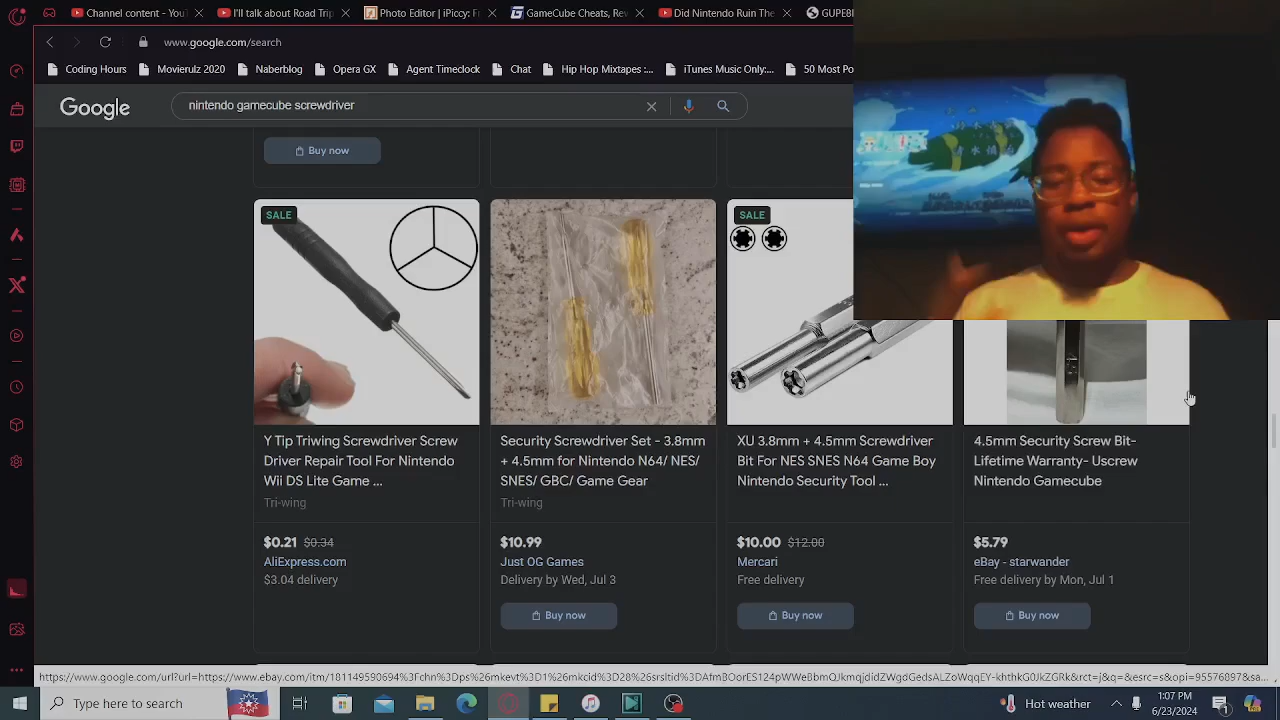 Content channel - You
I'll talk about Road Trip
Photo Editor | iPiccy: F
GameCube Cheats, Rev
Did Nintendo Ruin The
GUPEBI
www.google.com/search
Coding Hours
Movierulz 2020
Naberblog
Opera GX
Agent Timeclock
Chat
Hip Hop Mixtapes :...
iTunes Music Only:...
50 Most Po
Google
nintendo gamecube screwdriver
Buy now
SALE
SALE
Y Tip Triwing Screwdriver Screw
Driver Repair Tool For Nintendo
Wii DS Lite Game ...
Tri-wing
$0.21 $0.34
AliExpress.com
$3.04 delivery
Security Screwdriver Set - 3.8mm
+ 4.5mm for Nintendo N64/ NES/
SNES/ GBC/ Game Gear
Tri-wing
$10.99
Just OG Games
Delivery by Wed, Jul 3
Buy now
XU 3.8mm + 4.5mm Screwdriver
Bit For NES SNES N64 Game Boy
Nintendo Security Tool ...
$10.00 $12.00
Mercari
Free delivery
Buy now
4.5mm Security Screw Bit-
Lifetime Warranty- Uscrew
Nintendo Gamecube
$5.79
eBay - starwander
Free delivery by Mon, Jul 1
Buy now
Type here to search
Hot weather
1:07 PM
6/23/2024